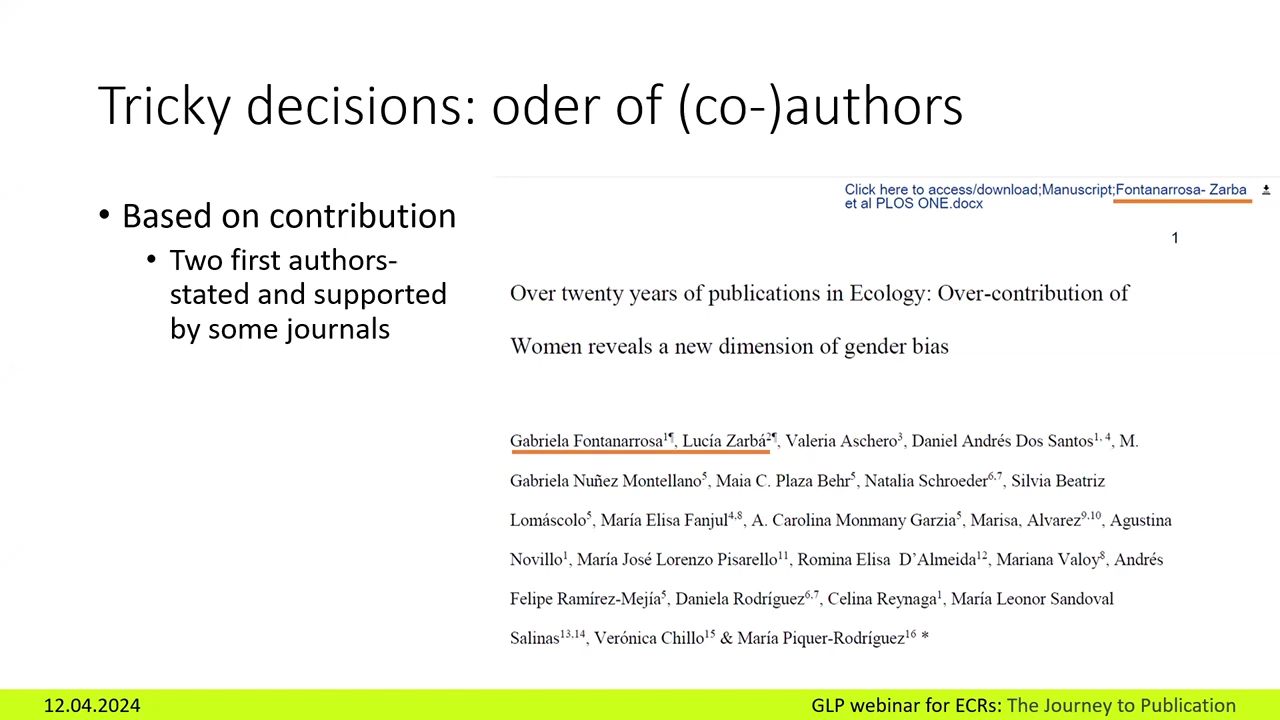 Tricky decisions: oder of (co-)authors
• Based on contribution
• Two first authors-
stated and supported
by some journals
Click here to access/download;Manuscript;Fontanarrosa- Zarba
et al PLOS ONE.docx
1
Over twenty years of publications in Ecology: Over-contribution of
Women reveals a new dimension of gender bias
Gabriela Fontanarrosa1¶, Lucía Zarbá2¶, Valeria Aschero3, Daniel Andrés Dos Santos1, 4, M.
Gabriela Nuñez Montellano5, Maia C. Plaza Behr5, Natalia Schroeder6,7, Silvia Beatriz
Lomáscolo5, María Elisa Fanjul4,8, A. Carolina Monmany Garzia5, Marisa, Alvarez9,10, Agustina
Novillo1, María José Lorenzo Pisarello11, Romina Elisa D’Almeida12, Mariana Valoy8, Andrés
Felipe Ramírez-Mejía5, Daniela Rodríguez6,7, Celina Reynaga1, María Leonor Sandoval
Salinas13,14, Verónica Chillo15 & María Piquer-Rodríguez16 *
12.04.2024
GLP webinar for ECRs: The Journey to Publication